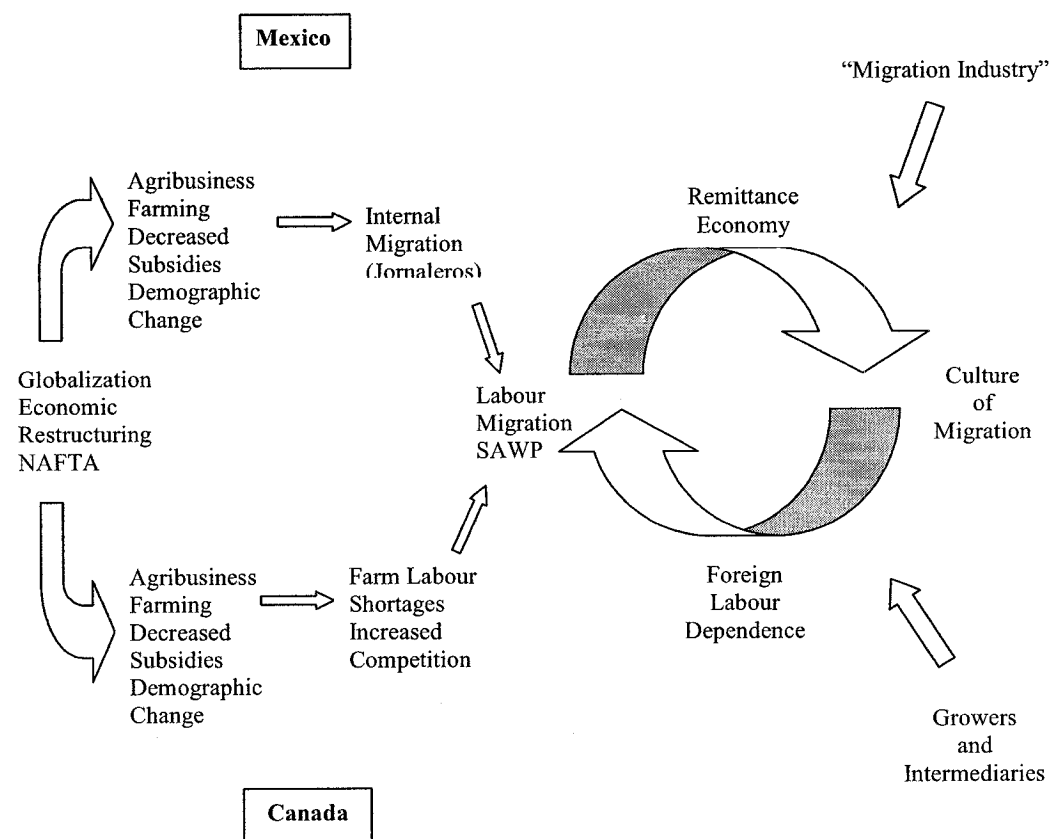 Mexico
“Migration Industry”
Agribusiness
Farming
Decreased
Subsidies
Demographic
Change
Internal
Migration
(Jornaleros)
Remittance
Economy
Globalization
Economic
Restructuring
NAFTA
Labour
Migration
SAWP
Culture
of
Migration
Agribusiness
Farming
Decreased
Subsidies
Demographic
Change
Farm Labour
Shortages
Increased
Competition
Foreign
Labour
Dependence
Growers
and
Intermediaries
Canada